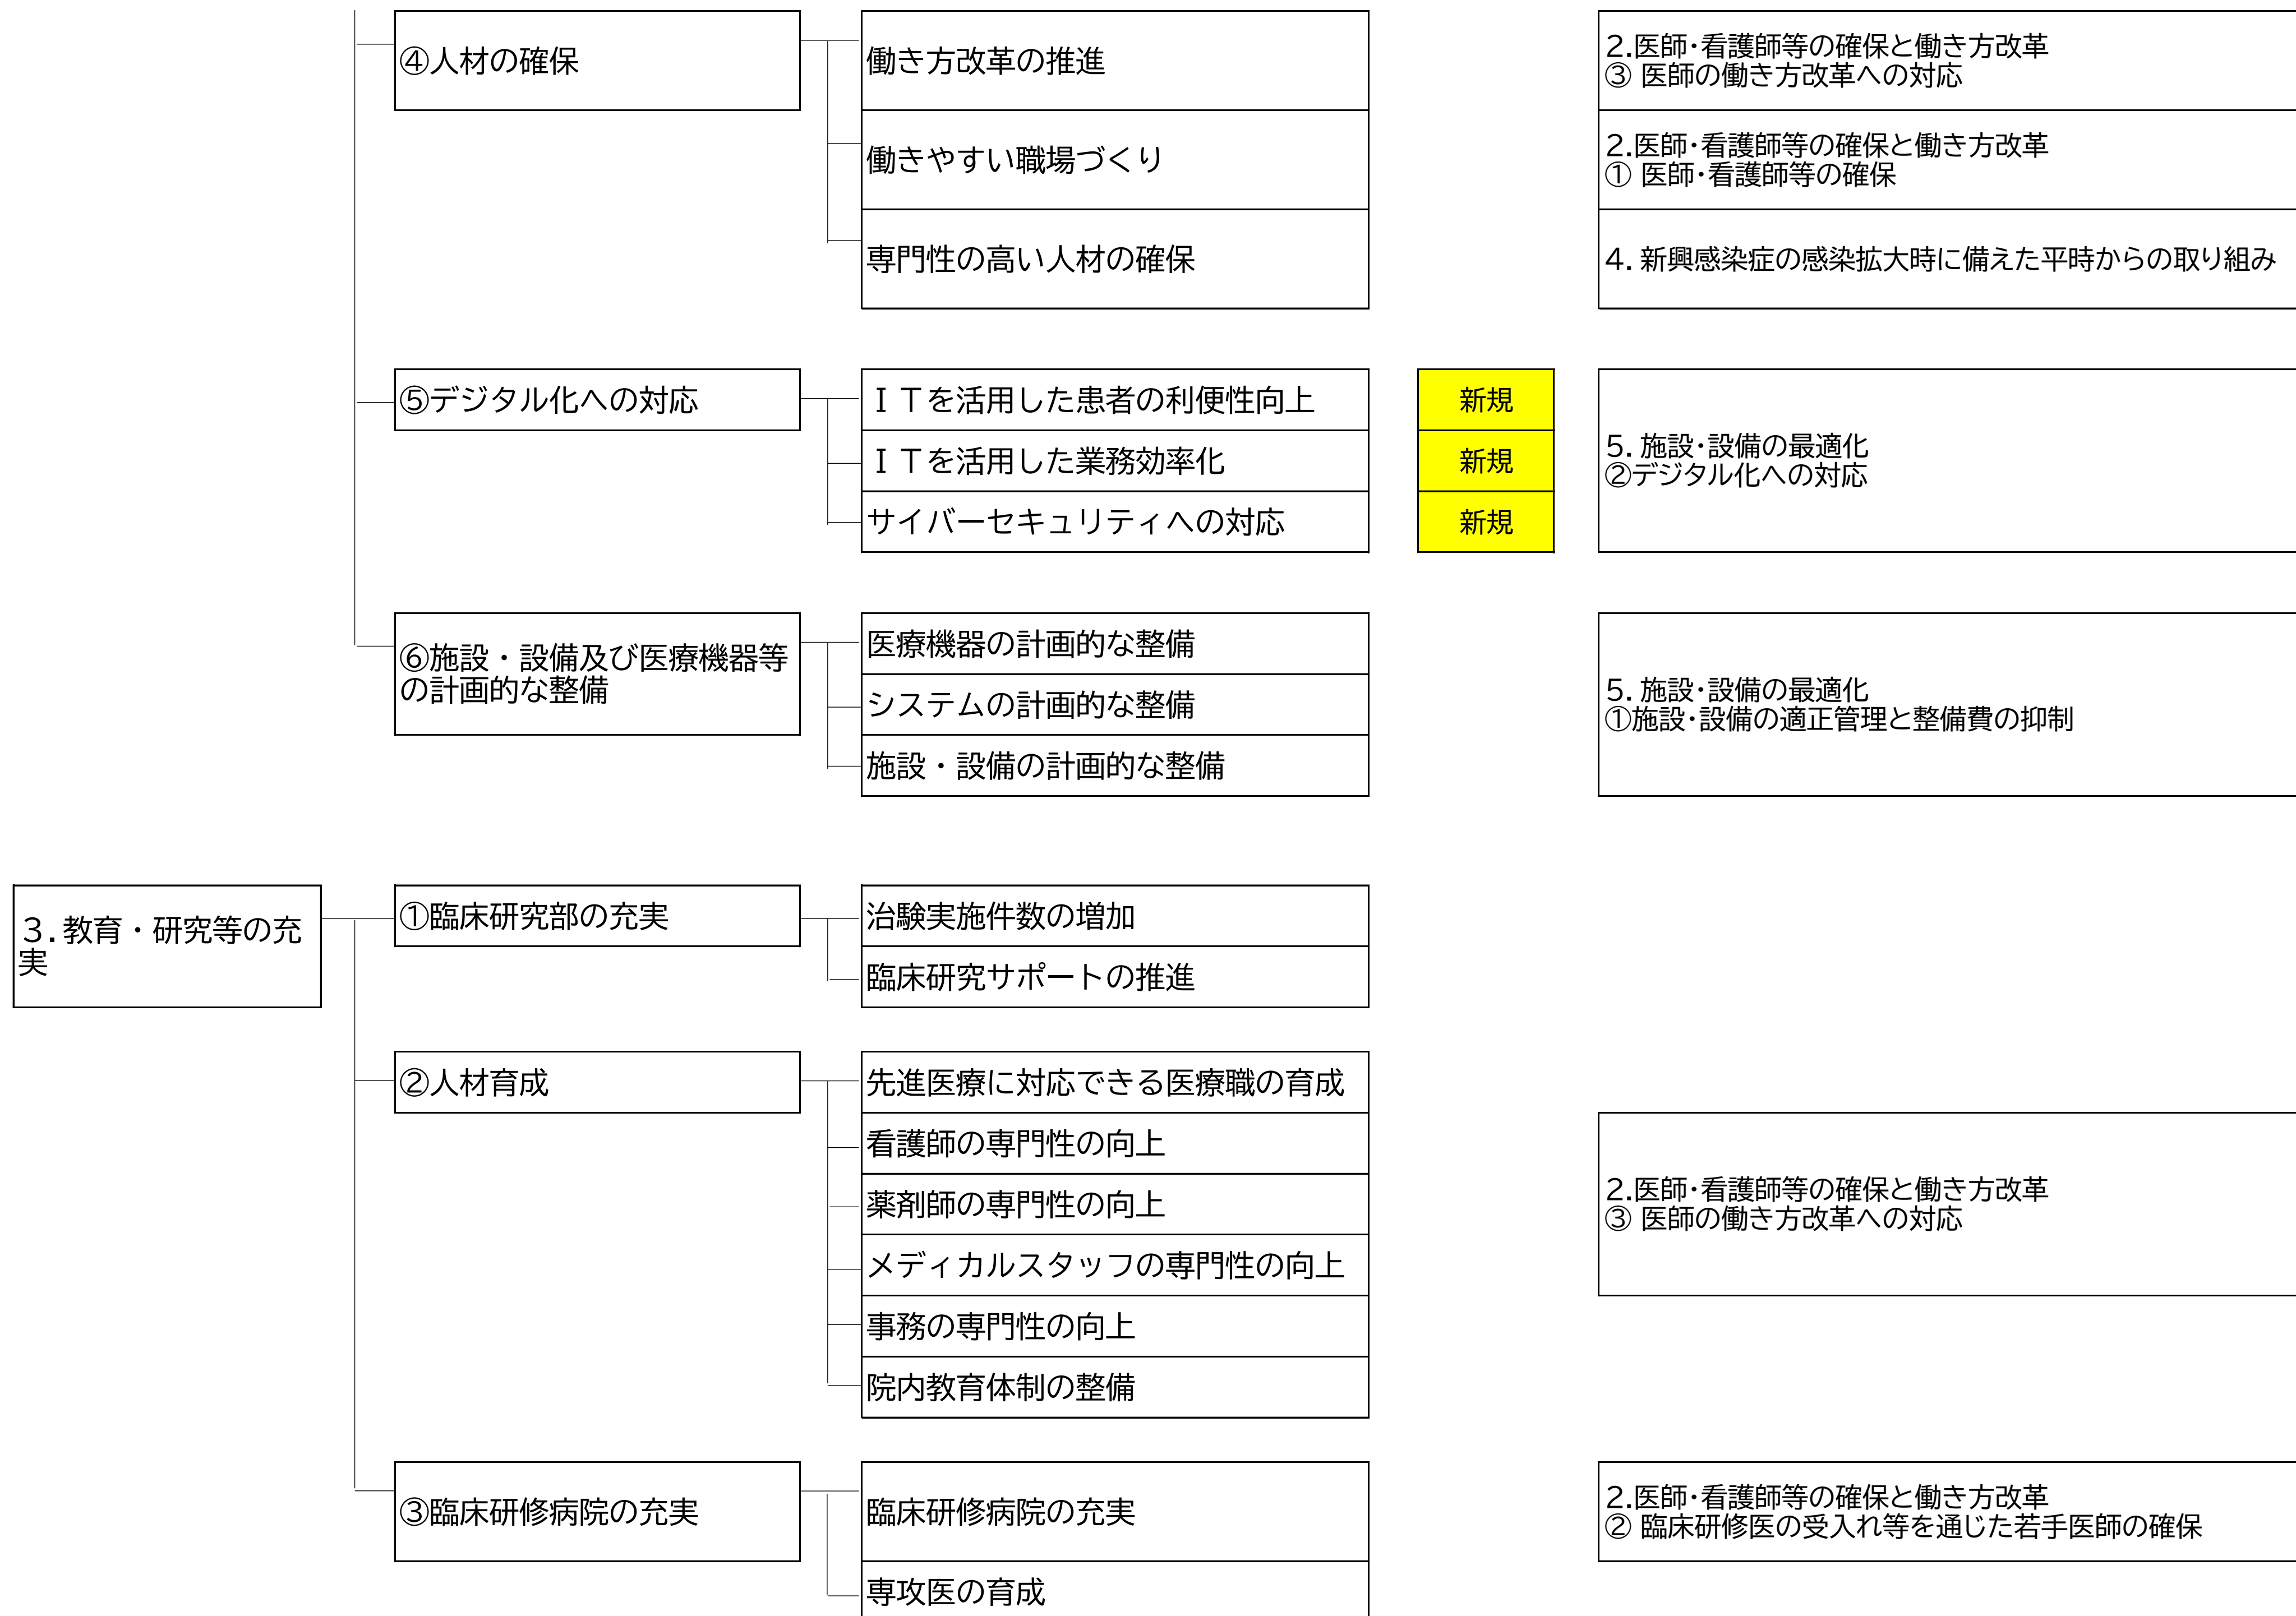 ④人材の確保
働き方改革の推進
2.医師･看護師等の確保と働き方改革
③ 医師の働き方改革への対応
働きやすい職場づくり
2.医師･看護師等の確保と働き方改革
① 医師･看護師等の確保
専門性の高い人材の確保
4. 新興感染症の感染拡大時に備えた平時からの取り組み
⑤デジタル化への対応
ＩＴを活用した患者の利便性向上
新規
ＩＴを活用した業務効率化
新規
サイバーセキュリティへの対応
新規
5. 施設･設備の最適化
②デジタル化への対応
⑥施設・設備及び医療機器等
の計画的な整備
医療機器の計画的な整備
システムの計画的な整備
施設・設備の計画的な整備
5. 施設･設備の最適化
①施設･設備の適正管理と整備費の抑制
３．教育・研究等の充
実
①臨床研究部の充実
治験実施件数の増加
臨床研究サポートの推進
②人材育成
先進医療に対応できる医療職の育成
看護師の専門性の向上
薬剤師の専門性の向上
メディカルスタッフの専門性の向上
事務の専門性の向上
院内教育体制の整備
2.医師･看護師等の確保と働き方改革
③ 医師の働き方改革への対応
③臨床研修病院の充実
臨床研修病院の充実
2.医師･看護師等の確保と働き方改革
② 臨床研修医の受入れ等を通じた若手医師の確保
専攻医の育成